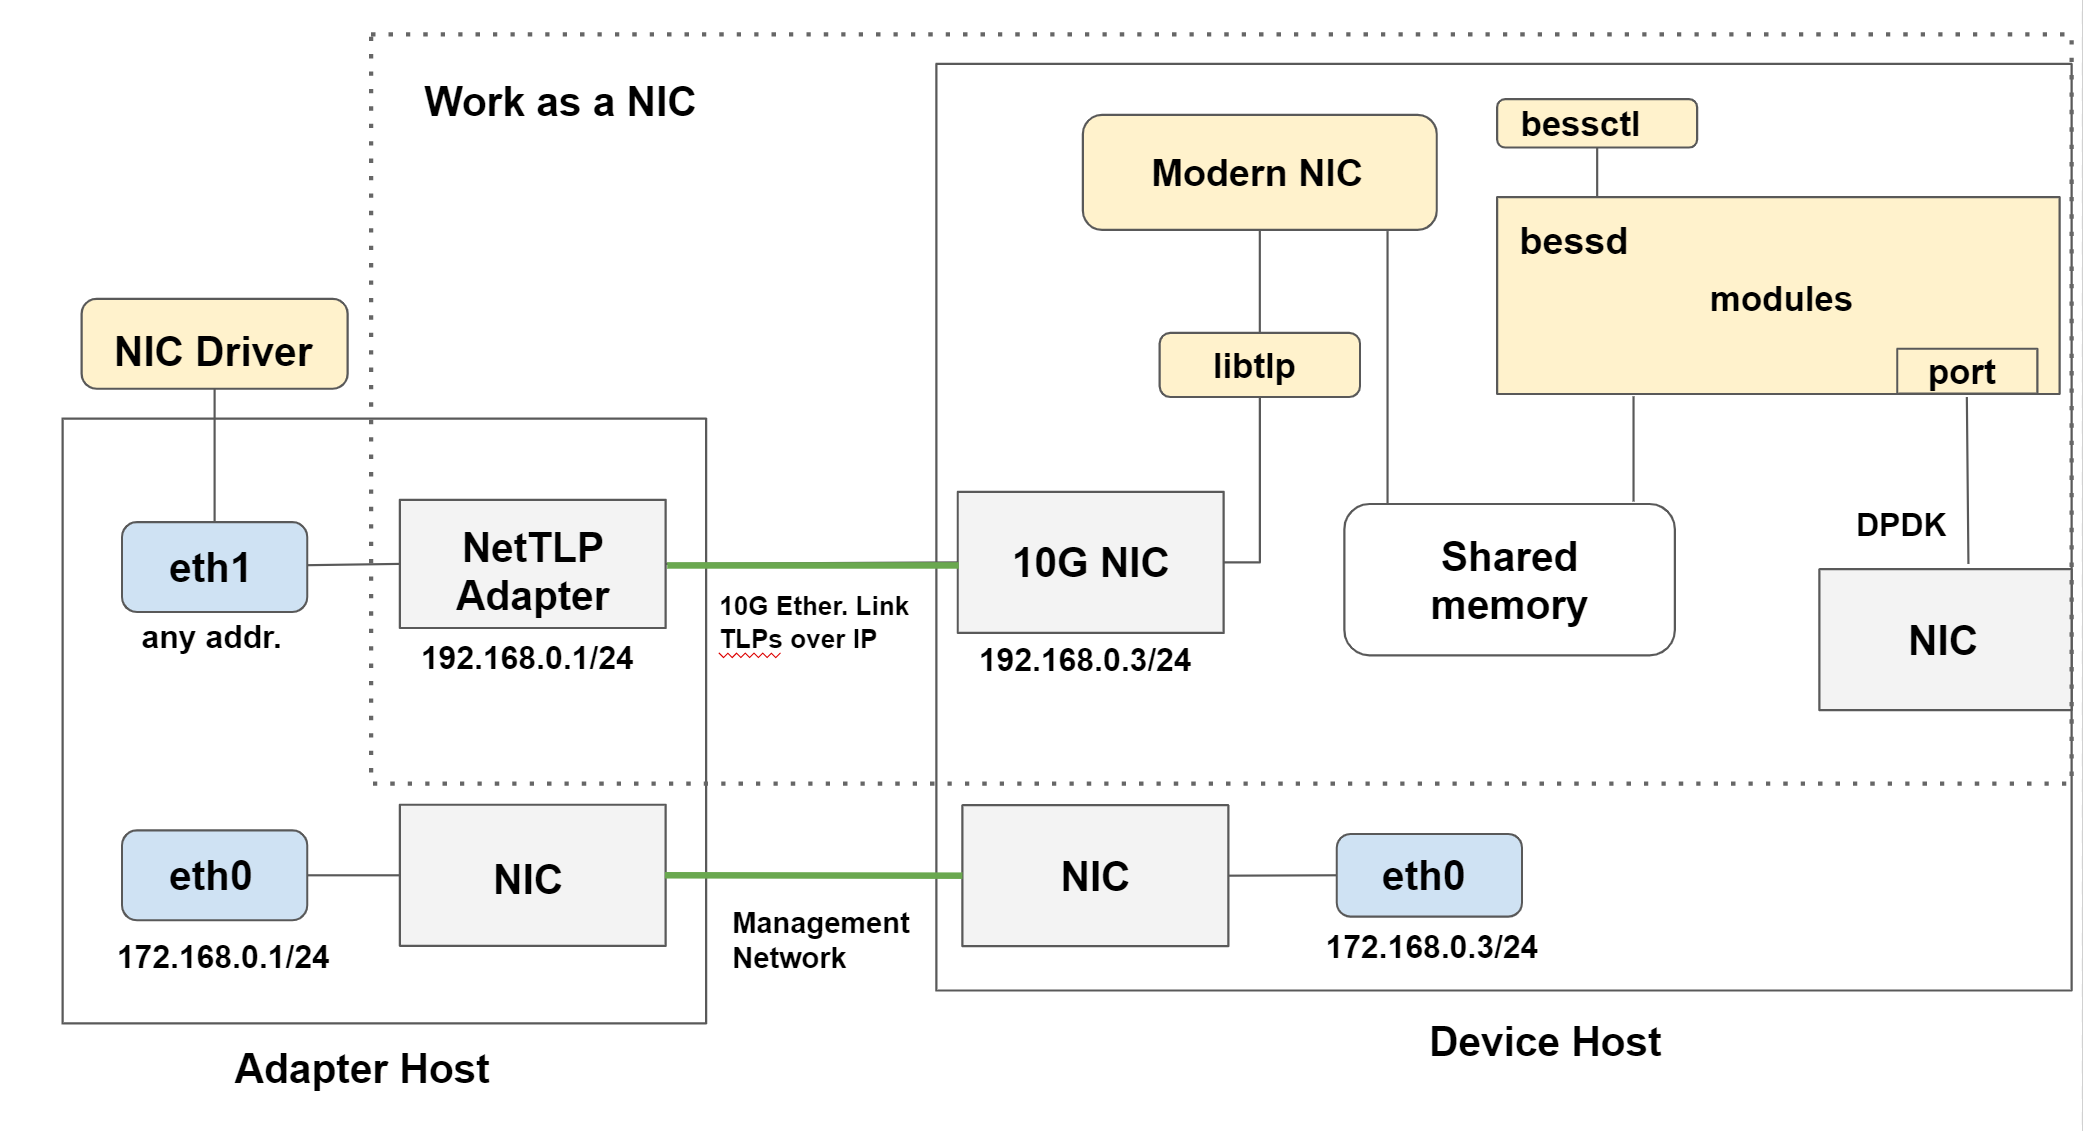 Work as a NIC
bessctl
Modern NIC
bessd
modules
port
NIC Driver
libtlp
DPDK
eth1
any addr.
NetTLP
Adapter
192.168.0.1/24
10G Ether. Link
TLPs over IP
10G NIC
192.168.0.3/24
Shared
memory
NIC
eth0
172.168.0.1/24
NIC
Management
Network
NIC
eth0
172.168.0.3/24
Adapter Host
Device Host